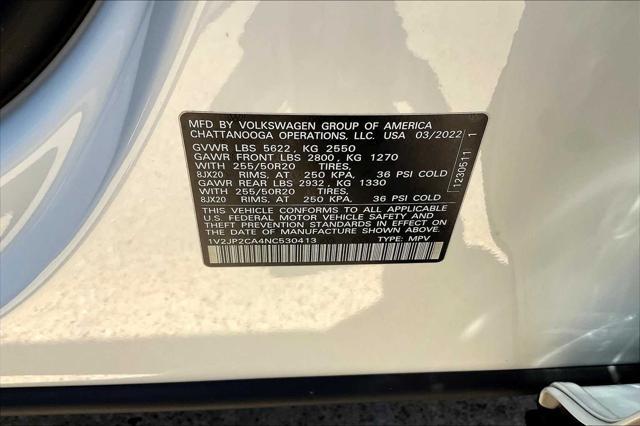 MFD BY VOLKSWAGEN GROUP OF AMERICA
CHATTANOOGA OPERATIONS, LLC. USA 03/2022
GVWR LBS 5622, KG 2550
GAWR FRONT LBS 2800, KG 1270
WITH 255/50R20 TIRES,
8JX20 RIMS, AT 250 KPA, 36 PSI COLD
GAWR REAR LBS 2932, KG 1330
WITH 255/50R20 TIRES,
8JX20 RIMS, AT 250 KPA, 36 PSI COLD
THIS VEHICLE CONFORMS TO ALL APPLICABLE
U.S. FEDERAL MOTOR VEHICLE SAFETY AND
THEFT PREVENTION STANDARDS IN EFFECT ON
THE DATE OF MANUFACTURE SHOWN ABOVE.
1V2JP2CA4NC530413 TYPE: MPV
1230511 1